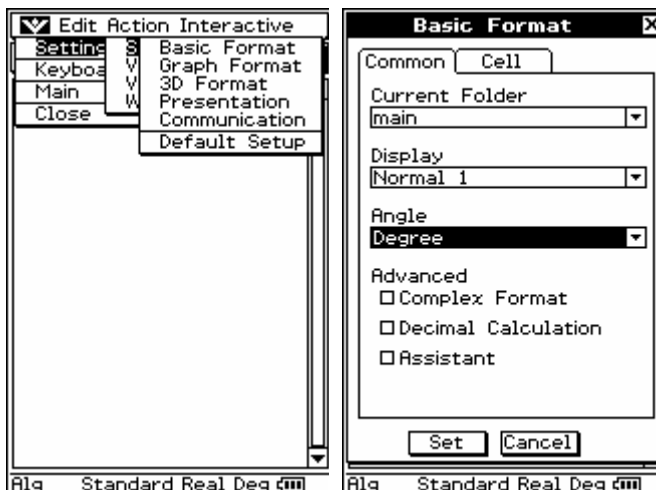 Edit Action Interactive
Setting
S
Basic Format
Keyboa
V
Graph Format
Main
V
3D Format
Close
W
Presentation
Communication
Default Setup
Alg Standard Real Deg
Basic Format
Common Cell
Current Folder
main
Display
Normal 1
Angle
Degree
Advanced
Complex Format
Decimal Calculation
Assistant
Set Cancel
Alg Standard Real Deg